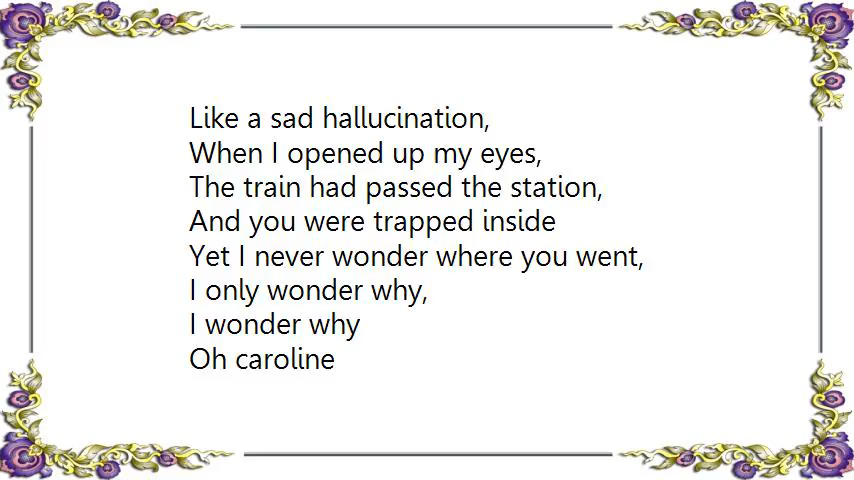 Like a sad hallucination,
When I opened up my eyes,
The train had passed the station,
And you were trapped inside
Yet I never wonder where you went,
I only wonder why,
I wonder why
Oh caroline